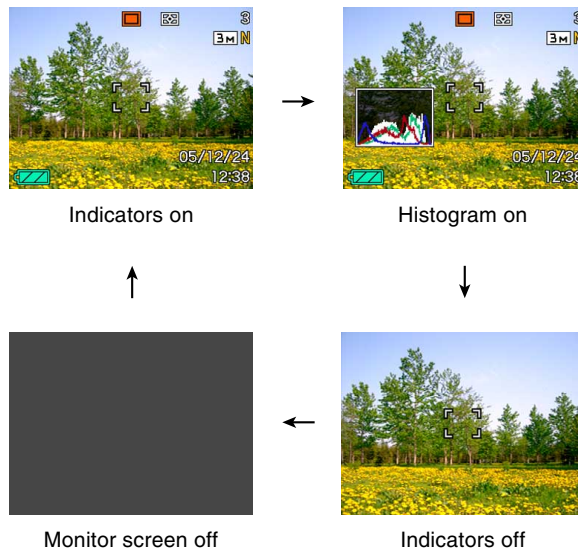 3
3M N
05/12/24
12:38
Indicators on
3
3M N
05/12/24
12:38
Histogram on
Monitor screen off
Indicators off